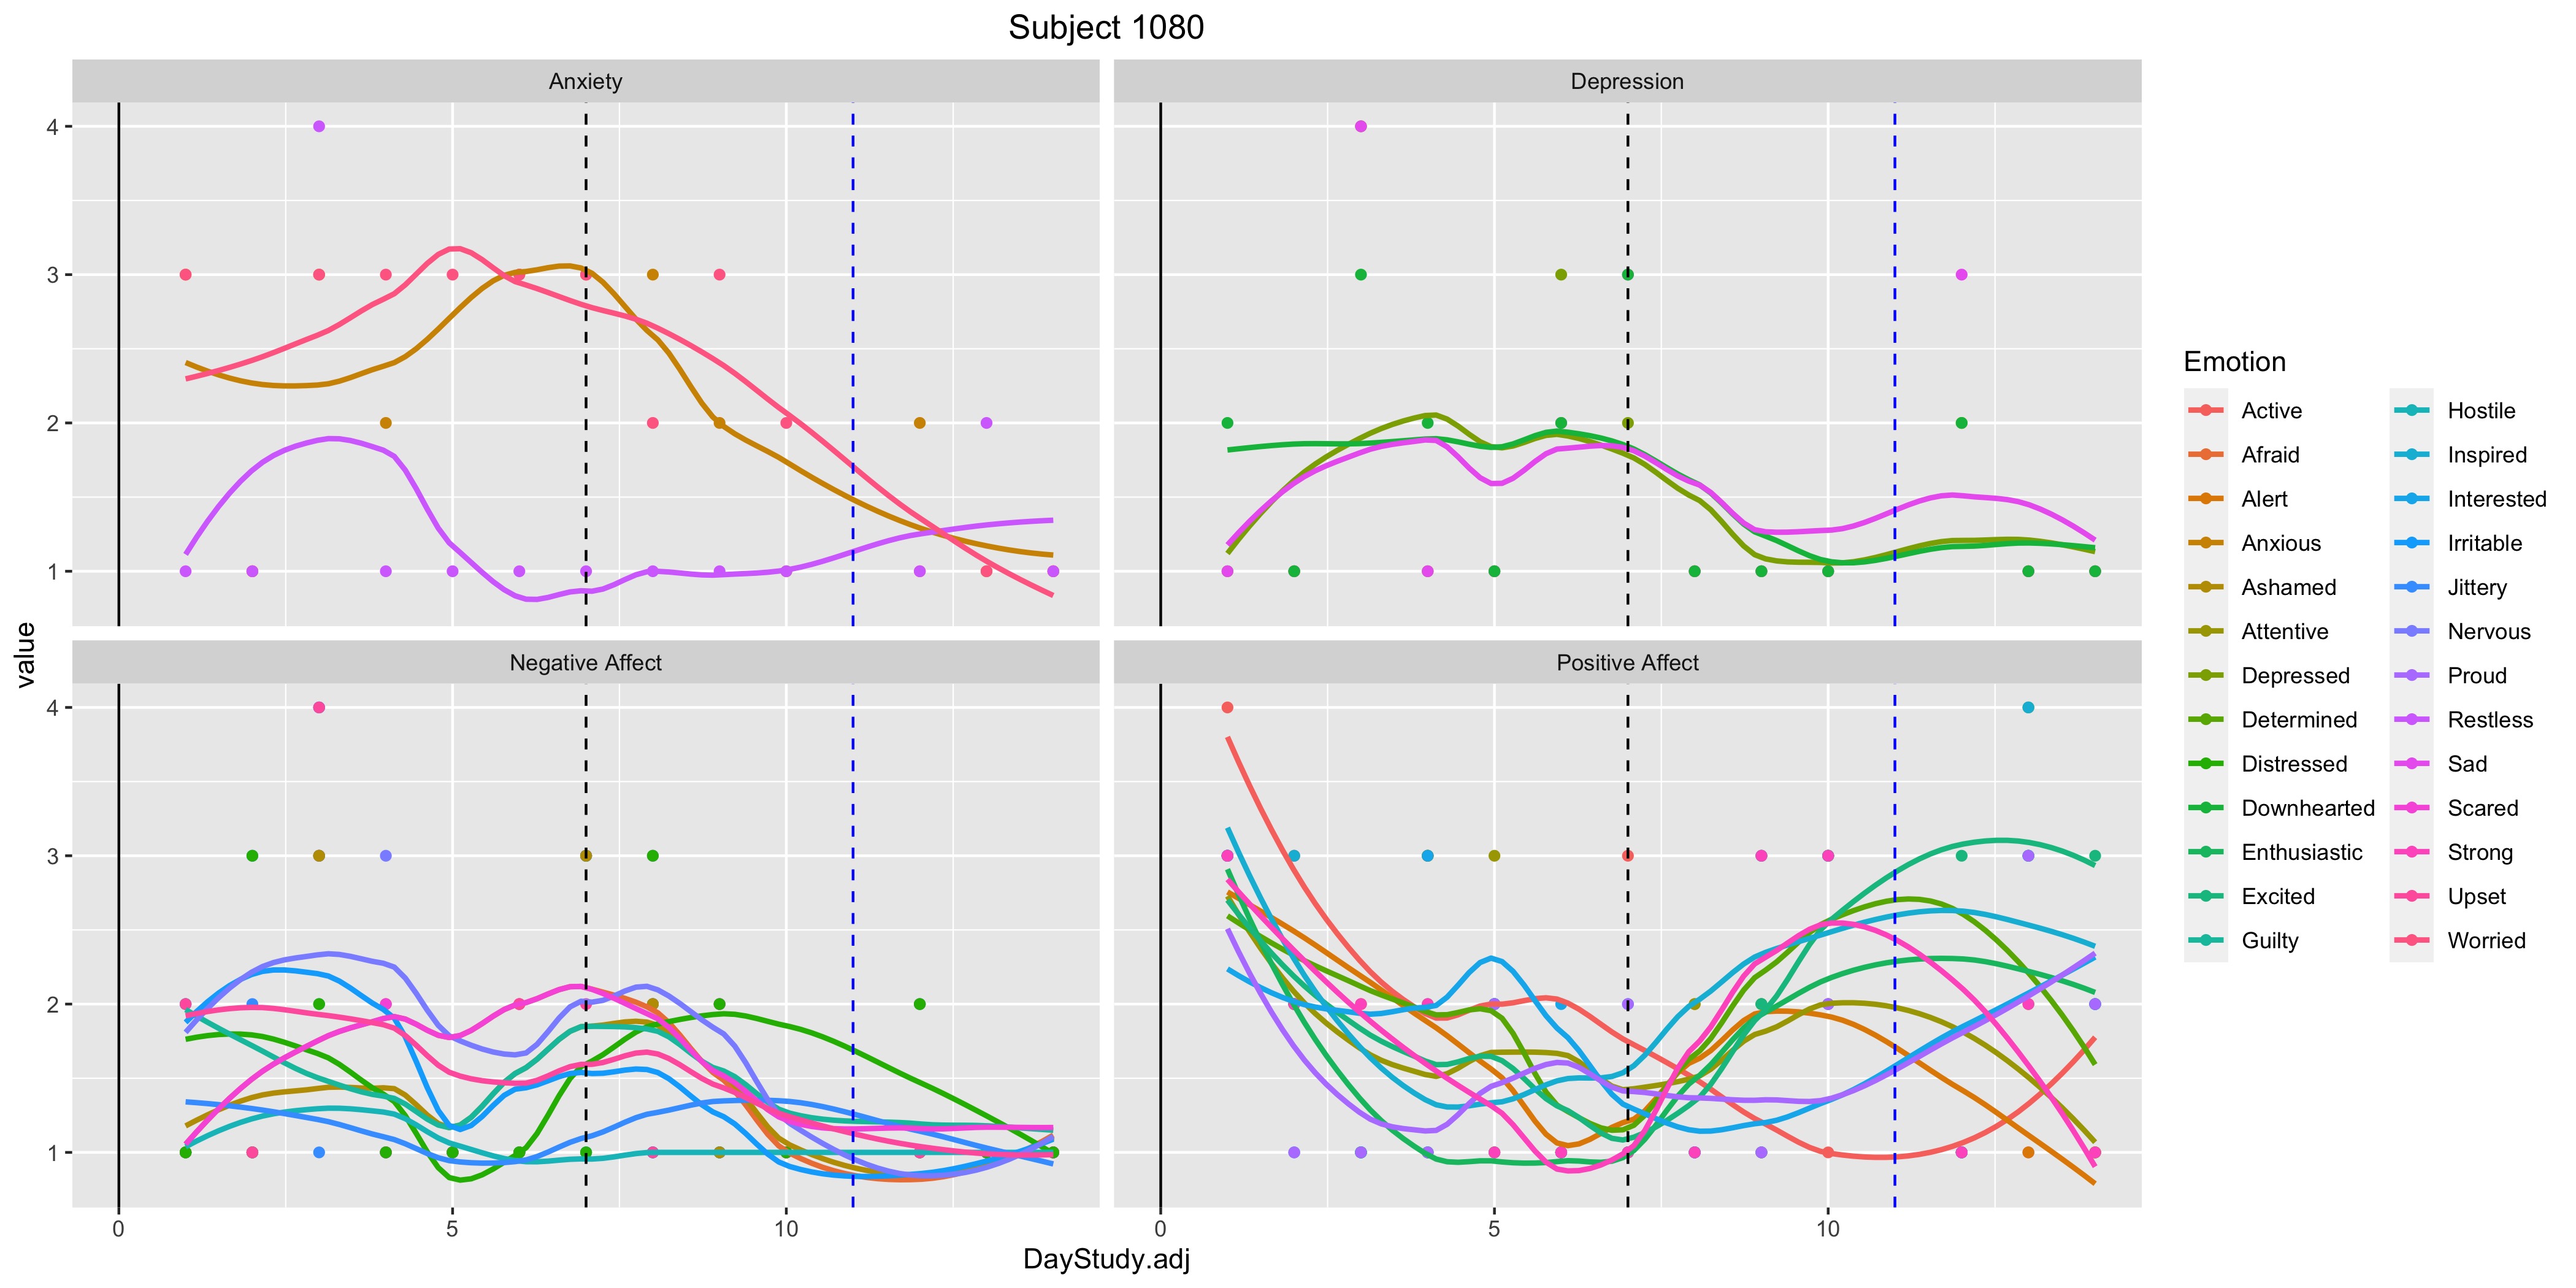 Subject 1080
Anxiety
Depression
4
3
2
1
Negative Affect
Positive Affect
4
3
2
1
0
5
10
0
5
10
value
DayStudy.adj
Emotion
Active
Afraid
Alert
Anxious
Ashamed
Attentive
Depressed
Determined
Distressed
Downhearted
Enthusiastic
Excited
Guilty
Hostile
Inspired
Interested
Irritable
Jittery
Nervous
Proud
Restless
Sad
Scared
Strong
Upset
Worried